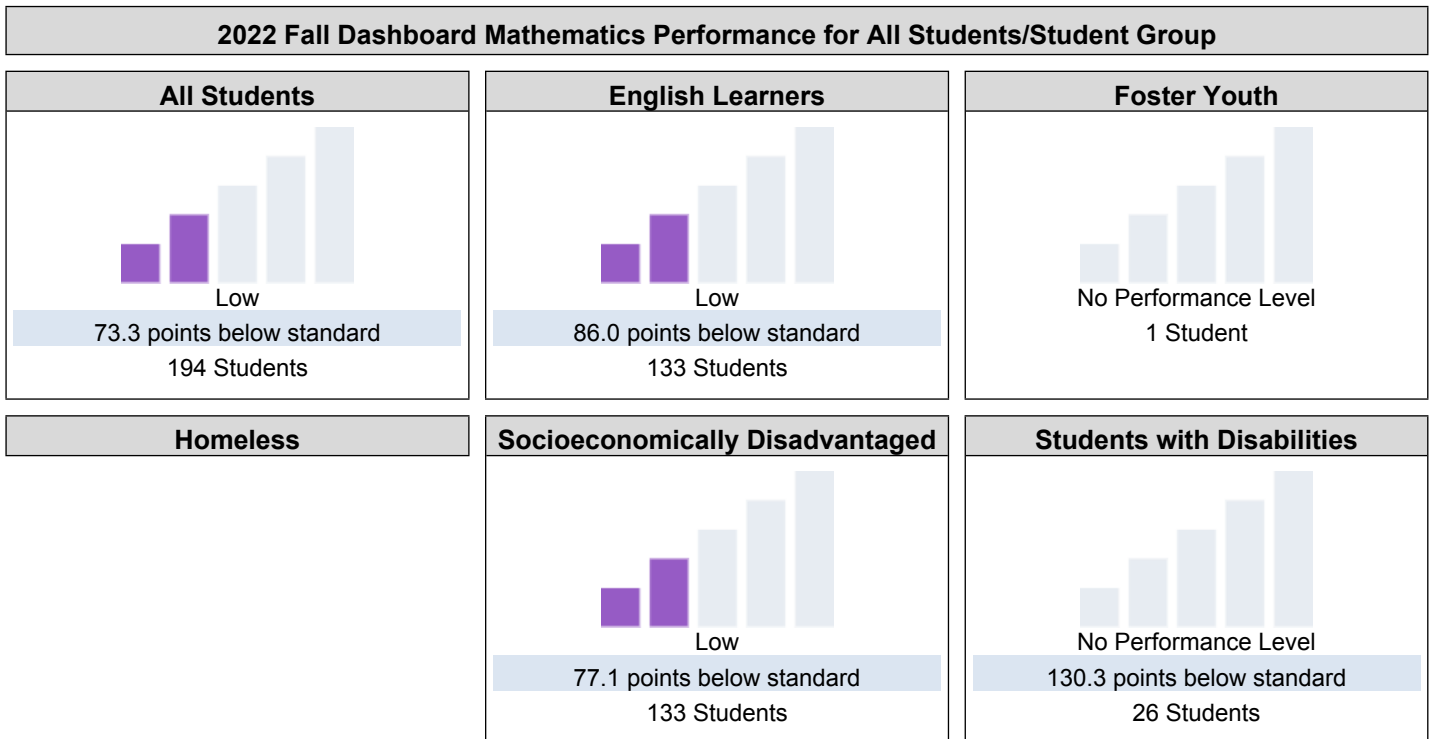 2022 Fall Dashboard Mathematics Performance for All Students/Student Group
All Students
Low
73.3 points below standard
194 Students
English Learners
Low
86.0 points below standard
133 Students
Foster Youth
No Performance Level
1 Student
Homeless
Socioeconomically Disadvantaged
Low
77.1 points below standard
133 Students
Students with Disabilities
No Performance Level
130.3 points below standard
26 Students